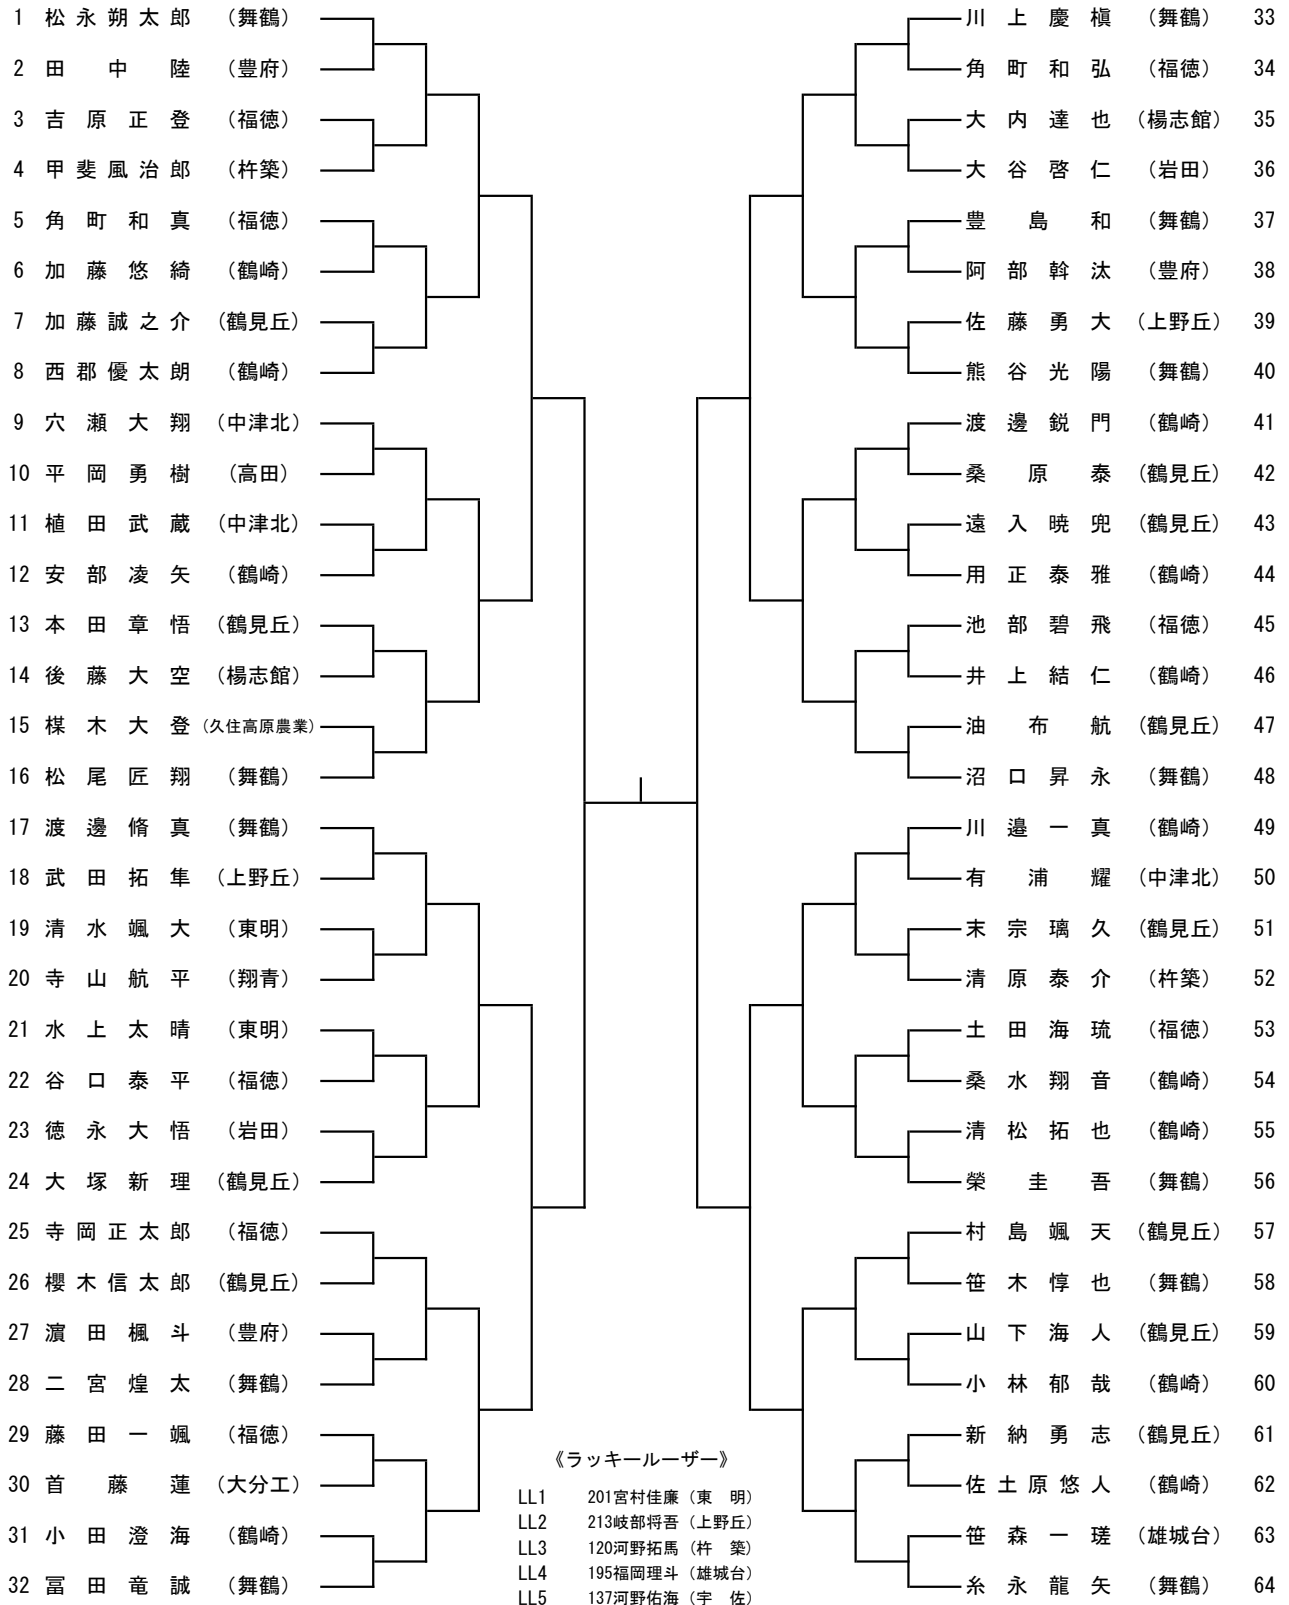 1 松永朔太郎 (舞鶴)
2 田中陸 (豊府)
3 吉原正登 (福徳)
4 甲斐風治郎 (杵築)
5 角町和真 (福徳)
6 加藤悠綺 (鶴崎)
7 加藤誠之介 (鶴見丘)
8 西郡優太朗 (鶴崎)
9 穴瀬大翔 (中津北)
10 平岡勇樹 (高田)
11 植田武蔵 (中津北)
12 安部凌矢 (鶴崎)
13 本田章悟 (鶴見丘)
14 後藤大空 (楊志館)
15 楳木大登 (久住高原農業)
16 松尾匠翔 (舞鶴)
17 渡邊脩真 (舞鶴)
18 武田拓隼 (上野丘)
19 清水颯大 (東明)
20 寺山航平 (翔青)
21 水上太晴 (東明)
22 谷口泰平 (福徳)
23 徳永大悟 (岩田)
24 大塚新理 (鶴見丘)
25 寺岡正太郎 (福徳)
26 櫻木信太郎 (鶴見丘)
27 濵田楓斗 (豊府)
28 二宮煌太 (舞鶴)
29 藤田一颯 (福徳)
30 首藤蓮 (大分工)
31 小田澄海 (鶴崎)
32 冨田竜誠 (舞鶴)
川上慶槇 (舞鶴) 33
角町和弘 (福徳) 34
大内達也 (楊志館) 35
大谷啓仁 (岩田) 36
豊島和 (舞鶴) 37
阿部斡汰 (豊府) 38
佐藤勇大 (上野丘) 39
熊谷光陽 (舞鶴) 40
渡邊鋭門 (鶴崎) 41
桑原泰 (鶴見丘) 42
遠入暁兜 (鶴見丘) 43
用正泰雅 (鶴崎) 44
池部碧飛 (福徳) 45
井上結仁 (鶴崎) 46
油布航 (鶴見丘) 47
沼口昇永 (舞鶴) 48
川邉一真 (鶴崎) 49
有浦耀 (中津北) 50
末宗璃久 (鶴見丘) 51
清原泰介 (杵築) 52
土田海琉 (福徳) 53
桑水翔音 (鶴崎) 54
清松拓也 (鶴崎) 55
榮圭吾 (舞鶴) 56
村島颯天 (鶴見丘) 57
笹木惇也 (舞鶴) 58
山下海人 (鶴見丘) 59
小林郁哉 (鶴崎) 60
新納勇志 (鶴見丘) 61
佐土原悠人 (鶴崎) 62
笹森一瑳 (雄城台) 63
糸永龍矢 (舞鶴) 64
《ラッキールーザー》
LL1 201宮村佳廉 (東 明)
LL2 213岐部将吾 (上野丘)
LL3 120河野拓馬 (杵 築)
LL4 195福岡理斗 (雄城台)
LL5 137河野佑海 (宇 佐)